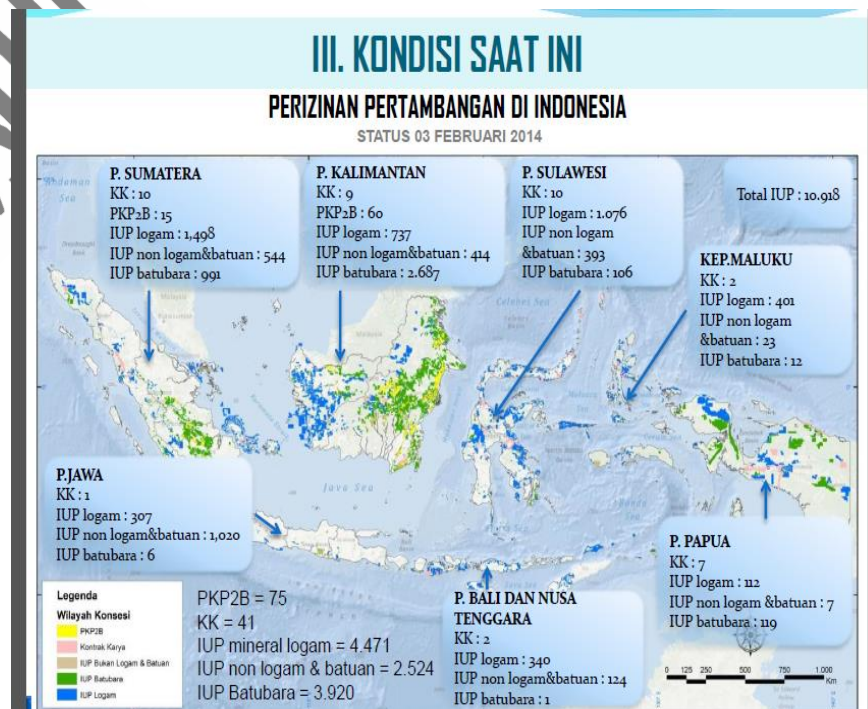 III. KONDISI SAAT INI
PERIZINAN PERTAMBANGAN DI INDONESIA
STATUS 03 FEBRUARI 2014
P. SUMATERA
KK : 10
PKP2B : 15
IUP logam : 1,498
IUP non logam&batuan : 544
IUP batubara : 991
P. KALIMANTAN
KK : 9
PKP2B : 60
IUP logam : 737
IUP non logam&batuan : 414
IUP batubara : 2.687
P. SULAWESI
KK : 10
IUP logam : 1.076
IUP non logam
&batuan : 393
IUP batubara : 106
Total IUP : 10.918
KEP.MALUKU
KK : 2
IUP logam : 401
IUP non logam
&batuan : 23
IUP batubara : 12
Sea
Celebes Sea
Java Sea
P.JAWA
KK : 1
IUP logam : 307
IUP non logam&batuan : 1,020
IUP batubara : 6
P. PAPUA
KK : 7
IUP logam : 112
IUP non logam &batuan : 7
IUP batubara : 119
P. BALI DAN NUSA
TENGGARA
KK : 2
IUP logam : 340
IUP non logam&batuan : 124
IUP batubara : 1
Legenda
Wilayah Konsesi
PKP2B
Kontrak Karya
IUP Bukan Logam & Batuan
IUP Batubara
IUP Logam
PKP2B = 75
KK = 41
IUP mineral logam = 4.471
IUP non logam & batuan = 2.524
IUP Batubara = 3.920
0 125 250 500 750 1.000
Km